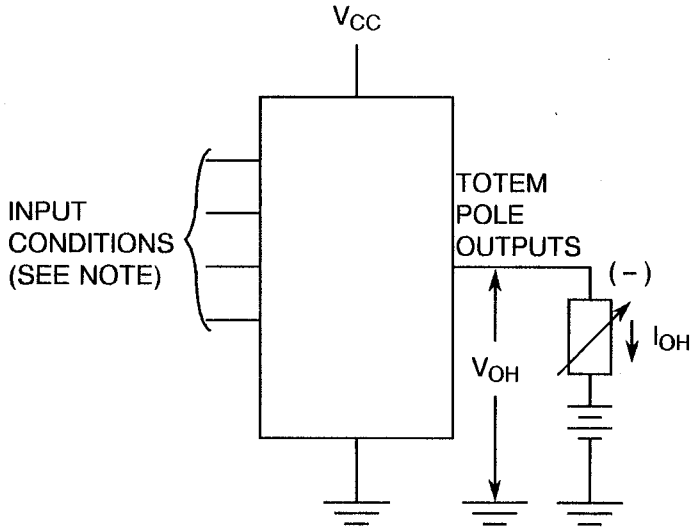 VCC
INPUT
CONDITIONS
(SEE NOTE)
TOTEM
POLE
OUTPUTS
(–)
IOH
VOH